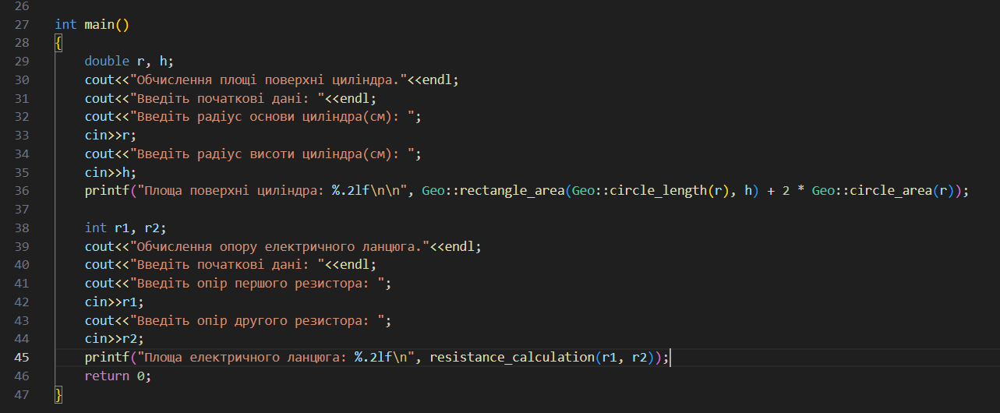 26
27 int main()
28 {
29 double r, h;
30 cout<<"Обчислення площі поверхні циліндра."<<endl;
31 cout<<"Введіть початкові дані: "<<endl;
32 cout<<"Введіть радіус основи циліндра(см): ";
33 cin>>r;
34 cout<<"Введіть радіус висоти циліндра(см): ";
35 cin>>h;
36 printf("Площа поверхні циліндра: %.2lf\n\n", Geo::rectangle_area(Geo::circle_length(r), h) + 2 * Geo::circle_area(r));
37
38 int r1, r2;
39 cout<<"Обчислення опору електричного ланцюга."<<endl;
40 cout<<"Введіть початкові дані: "<<endl;
41 cout<<"Введіть опір першого резистора: ";
42 cin>>r1;
43 cout<<"Введіть опір другого резистора: ";
44 cin>>r2;
45 printf("Площа електричного ланцюга: %.2lf\n", resistance_calculation(r1, r2));
46 return 0;
47 }